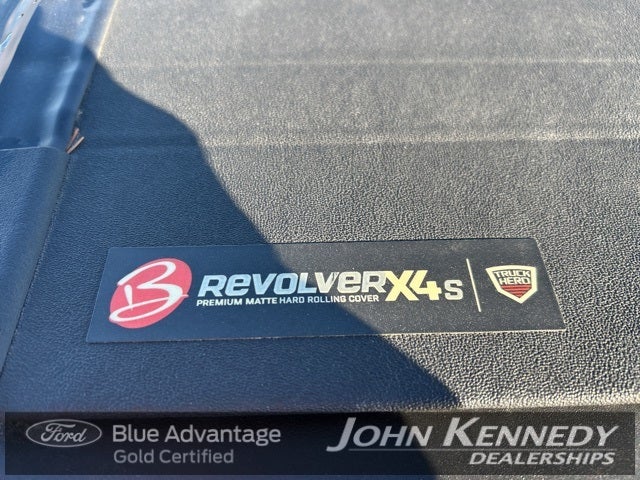 B REVOLVER X4s
PREMIUM MATTE HARD ROLLING COVER
TRUCK
HERO
Ford Blue Advantage
Gold Certified
JOHN KENNEDY
DEALERSHIPS